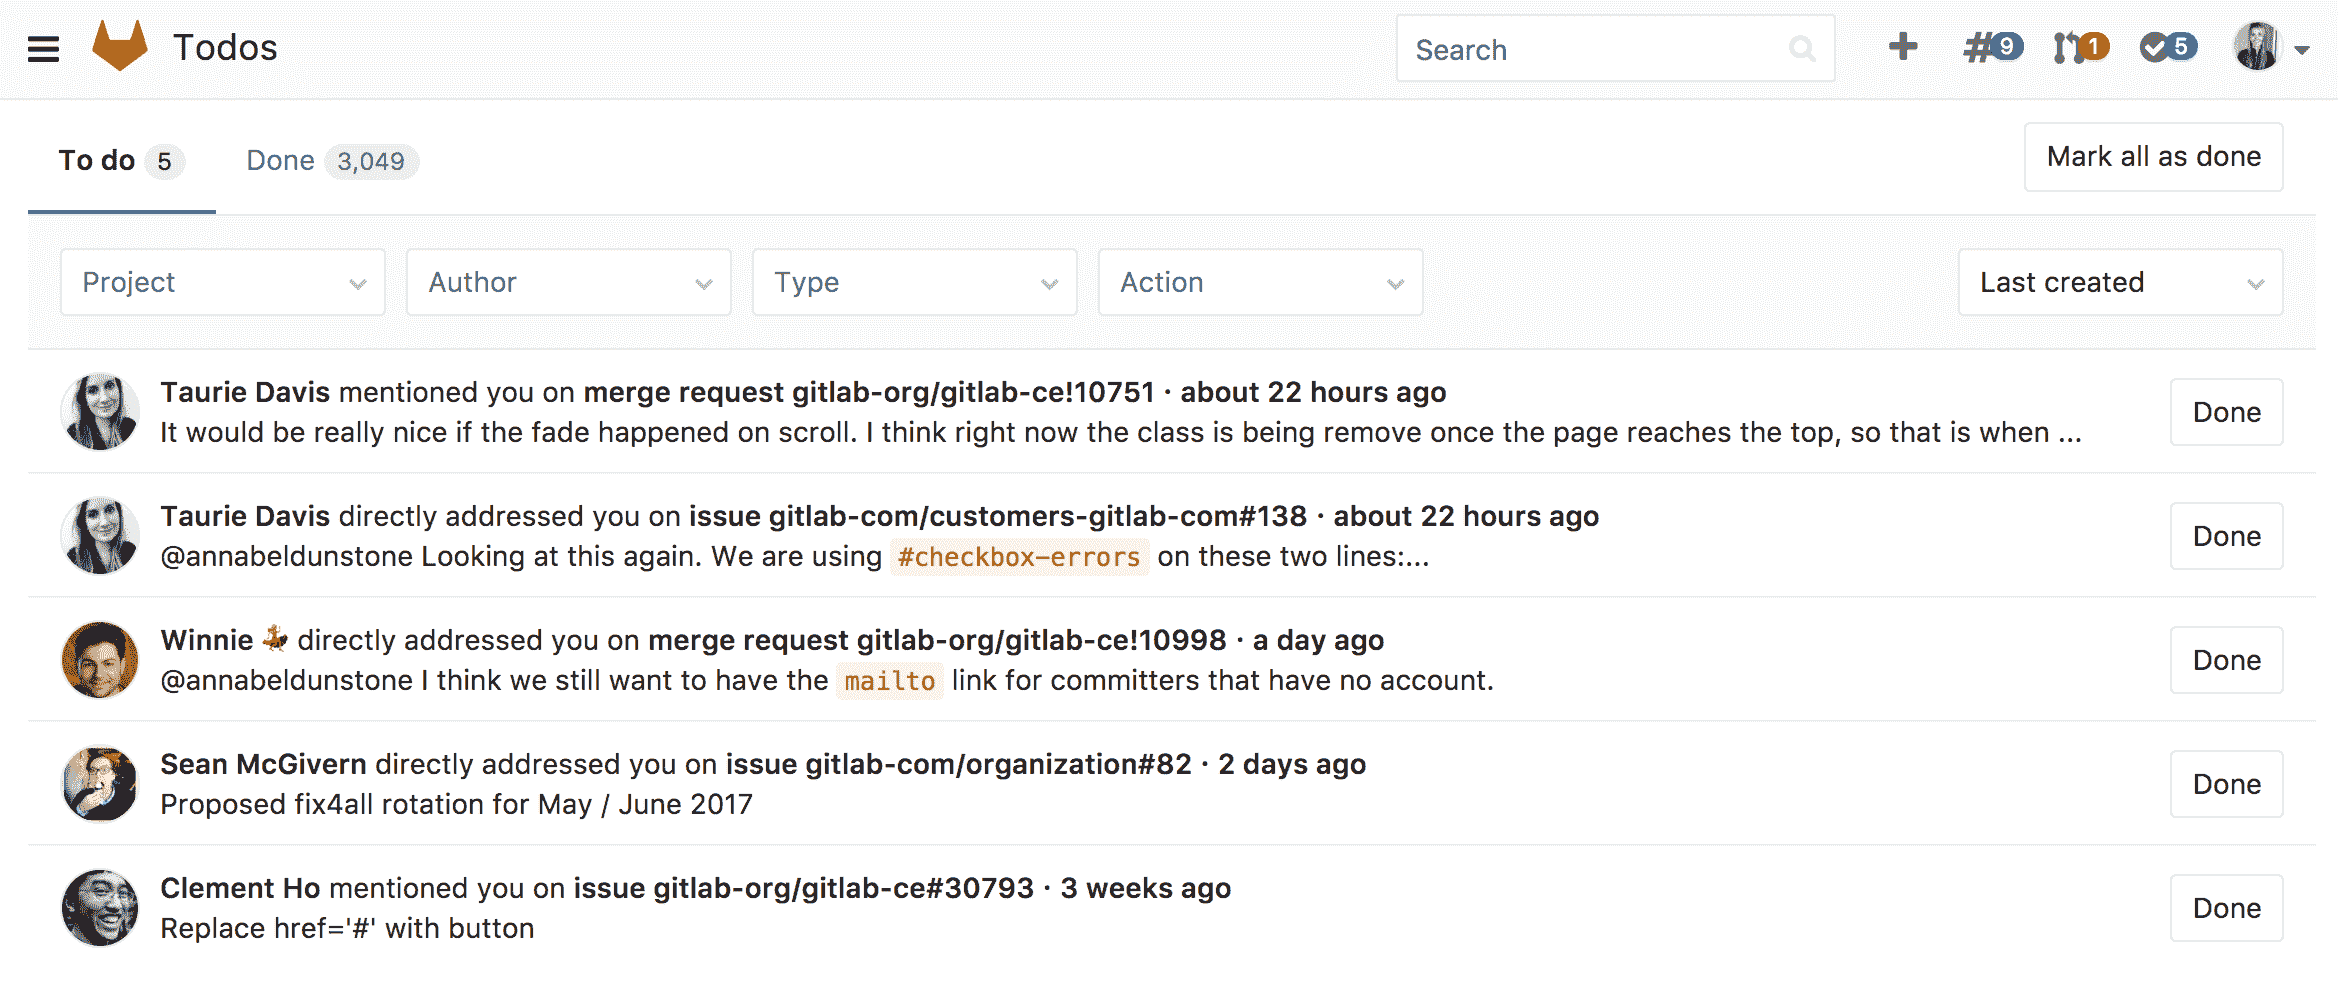 Todos
Search
9
1
5
To do 5
Done 3,049
Mark all as done
Project
Author
Type
Action
Last created
Taurie Davis mentioned you on merge request gitlab-org/gitlab-ce!10751 · about 22 hours ago
It would be really nice if the fade happened on scroll. I think right now the class is being remove once the page reaches the top, so that is when ...
Done
Taurie Davis directly addressed you on issue gitlab-com/customers-gitlab-com#138 · about 22 hours ago
@annabeldunstone Looking at this again. We are using #checkbox-errors on these two lines:...
Done
Winnie 💃 directly addressed you on merge request gitlab-org/gitlab-ce!10998 · a day ago
@annabeldunstone I think we still want to have the mailto link for committers that have no account.
Done
Sean McGivern directly addressed you on issue gitlab-com/organization#82 · 2 days ago
Proposed fix4all rotation for May / June 2017
Done
Clement Ho mentioned you on issue gitlab-org/gitlab-ce#30793 · 3 weeks ago
Replace href='#' with button
Done